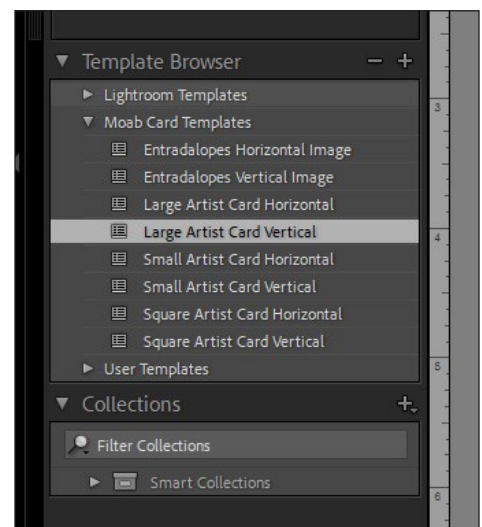 Template Browser
Lightroom Templates
Moab Card Templates
Entradalopes Horizontal Image
Entradalopes Vertical Image
Large Artist Card Horizontal
Large Artist Card Vertical
Small Artist Card Horizontal
Small Artist Card Vertical
Square Artist Card Horizontal
Square Artist Card Vertical
User Templates
Collections
Filter Collections
Smart Collections
3
4
5
6